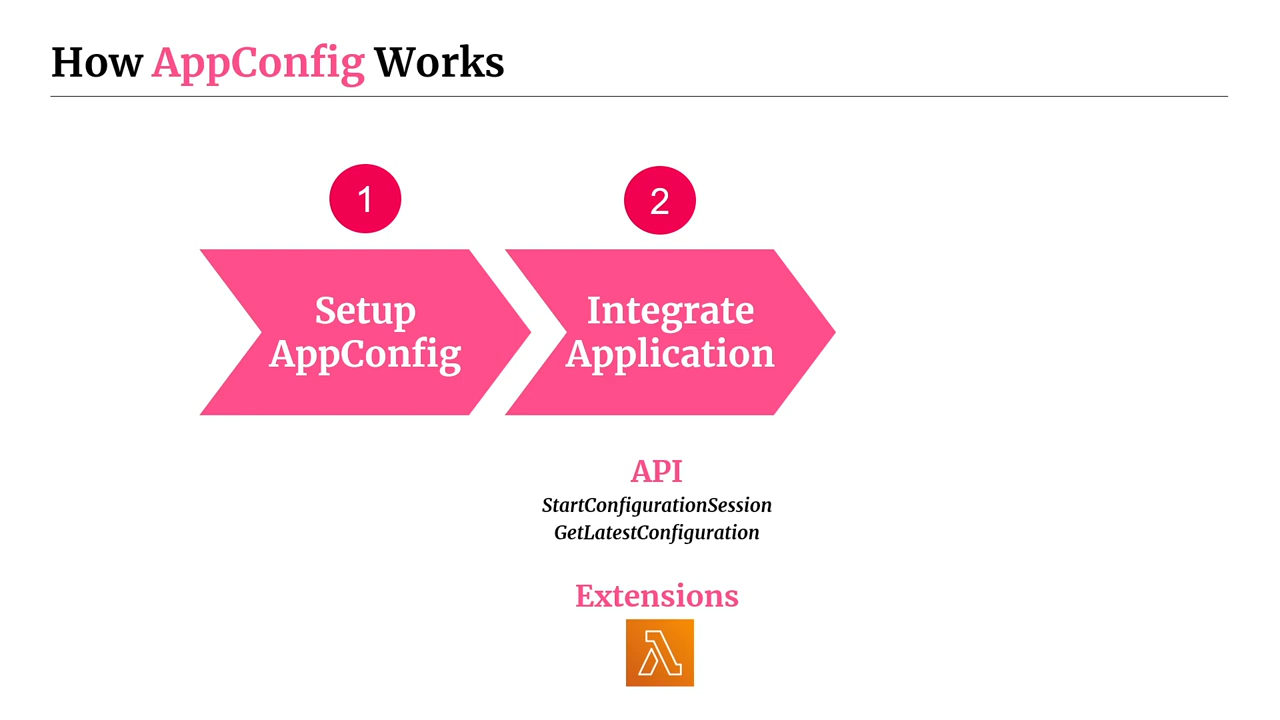 How AppConfig Works
1
2
Setup
AppConfig
Integrate
Application
API
StartConfigurationSession
GetLatestConfiguration
Extensions